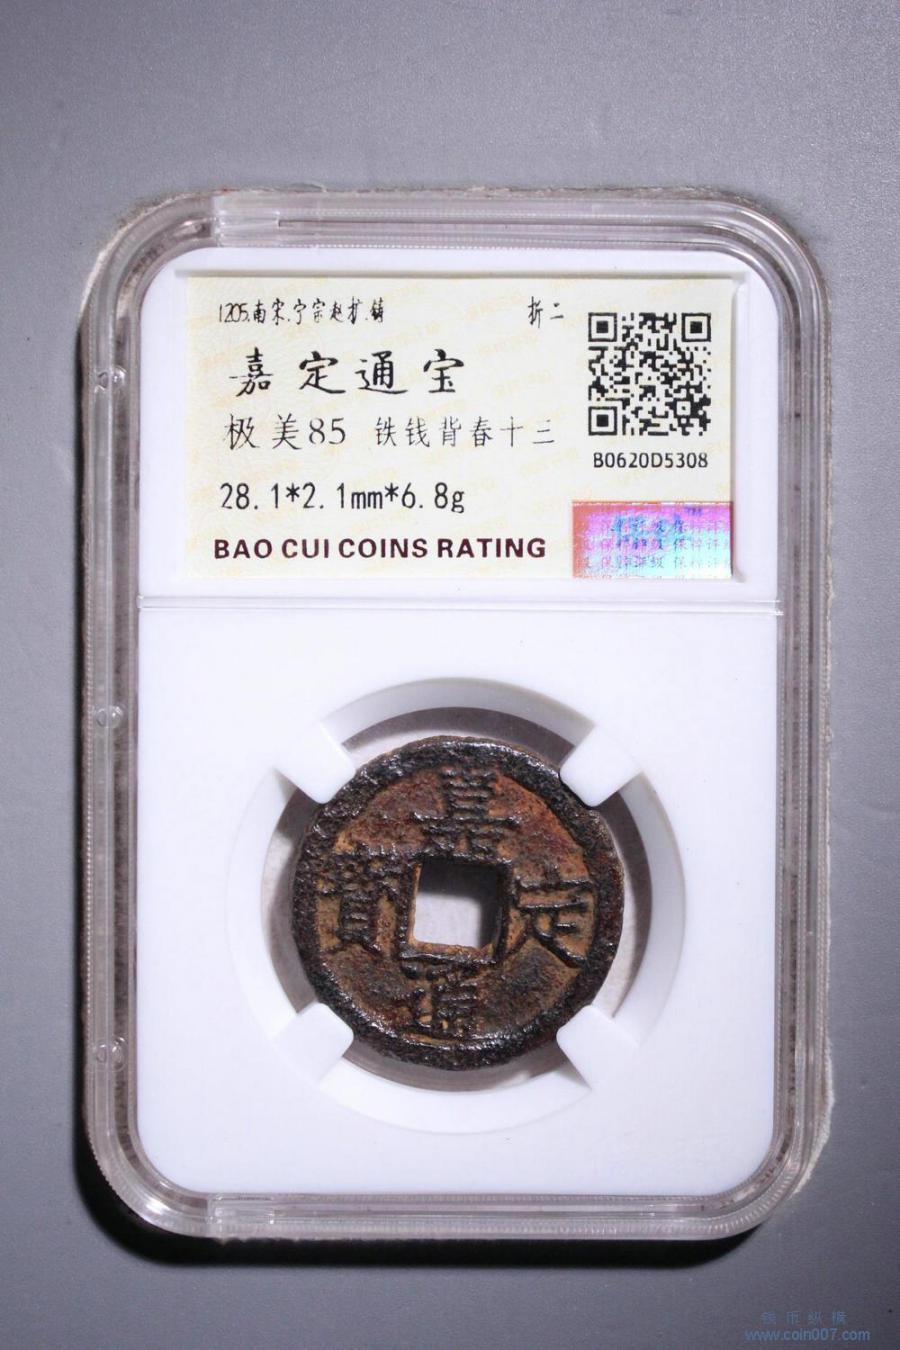 1205.南宋.宁宗赵扩.铸 折二
嘉定通宝
极美85 铁钱背春十三
B0620D5308
28.1*2.1mm*6.8g
BAO CUI COINS RATING
嘉定通寶
钱币纵横
www.coin007.com